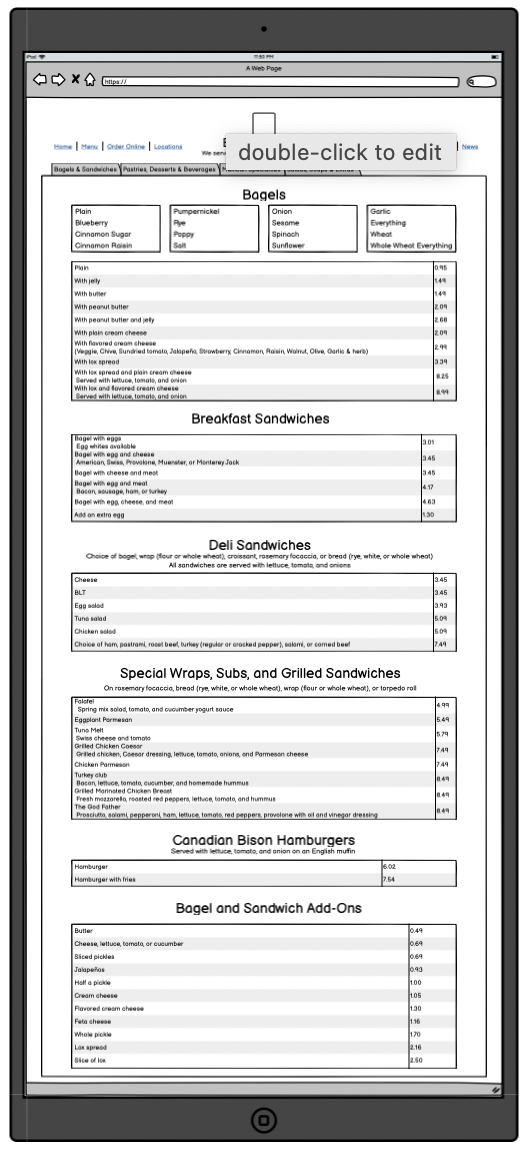 iPad
11:53 PM
A Web Page
https://
Home | Menu | Order Online | Locations
News
We serv
double-click to edit
Bagels & Sandwiches
Pastries, Desserts & Beverages
Bagels
Plain
Blueberry
Cinnamon Sugar
Cinnamon Raisin
Pumpernickel
Rye
Poppy
Salt
Onion
Sesame
Spinach
Sunflower
Garlic
Everything
Wheat
Whole Wheat Everything
Plain 0.95
With jelly 1.49
With butter 1.49
With peanut butter 2.09
With peanut butter and jelly 2.68
With plain cream cheese 2.09
With flavored cream cheese 2.99
(Veggie, Chive, Sundried tomato, Jalapeño, Strawberry, Cinnamon, Raisin, Walnut, Olive, Garlic & herb)
With lox spread 3.39
With lox spread and plain cream cheese 8.25
Served with lettuce, tomato, and onion
With lox and flavored cream cheese 8.99
Served with lettuce, tomato, and onion
Breakfast Sandwiches
Bagel with eggs 3.01
Egg whites available
Bagel with egg and cheese 3.45
American, Swiss, Provolone, Muenster, or Monterey Jack
Bagel with cheese and meat 3.45
Bagel with egg and meat 4.17
Bacon, sausage, ham, or turkey
Bagel with egg, cheese, and meat 4.63
Add an extra egg 1.30
Deli Sandwiches
Choice of bagel, wrap (flour or whole wheat), croissant, rosemary focaccia, or bread (rye, white, or whole wheat)
All sandwiches are served with lettuce, tomato, and onions
Cheese 3.45
BLT 3.45
Egg salad 3.93
Tuna salad 5.09
Chicken salad 5.09
Choice of ham, pastrami, roast beef, turkey (regular or cracked pepper), salami, or corned beef 7.49
Special Wraps, Subs, and Grilled Sandwiches
On rosemary focaccia, bread (rye, white, or whole wheat), wrap (flour or whole wheat), or torpedo roll
Falafel 4.99
Spring mix salad, tomato, and cucumber yogurt sauce
Eggplant Parmesan 5.49
Tuna Melt 5.79
Swiss cheese and tomato
Grilled Chicken Caesar 7.49
Grilled chicken, Caesar dressing, lettuce, tomato, onions, and Parmesan cheese
Chicken Parmesan 7.49
Turkey club 8.49
Bacon, lettuce, tomato, cucumber, and homemade hummus
Grilled Marinated Chicken Breast 8.49
Fresh mozzarella, roasted red peppers, lettuce, tomato, and hummus
The God Father 8.49
Prosciutto, salami, pepperoni, ham, lettuce, tomato, red peppers, provolone with oil and vinegar dressing
Canadian Bison Hamburgers
Served with lettuce, tomato, and onion on an English muffin
Hamburger 6.02
Hamburger with fries 7.54
Bagel and Sandwich Add-Ons
Butter 0.49
Cheese, lettuce, tomato, or cucumber 0.69
Sliced pickles 0.69
Jalapeños 0.93
Half a pickle 1.00
Cream cheese 1.05
Flavored cream cheese 1.30
Feta cheese 1.16
Whole pickle 1.70
Lox spread 2.16
Slice of lox 2.50